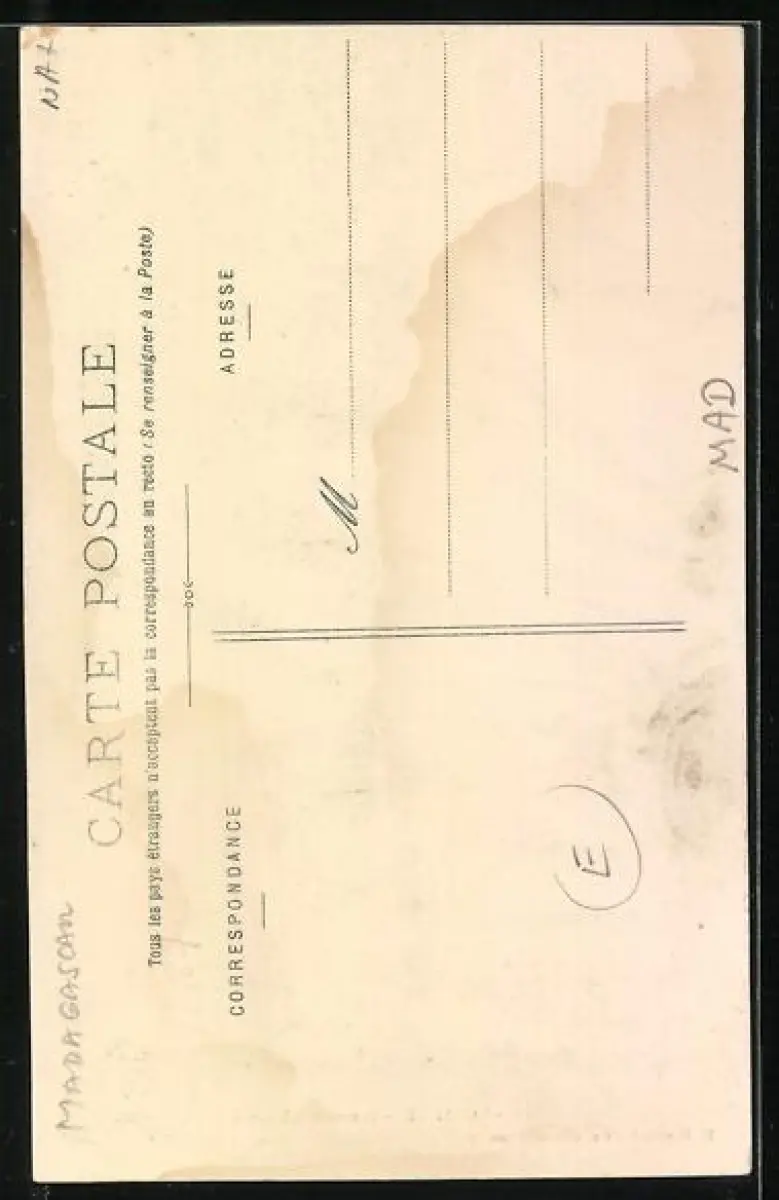 MADAGASCAR
NAT
CARTE POSTALE
Tous les pays étrangers n'acceptent pas la correspondance au recto (Se renseigner à la Poste)
CORRESPONDANCE
ADRESSE
M
E
MAD